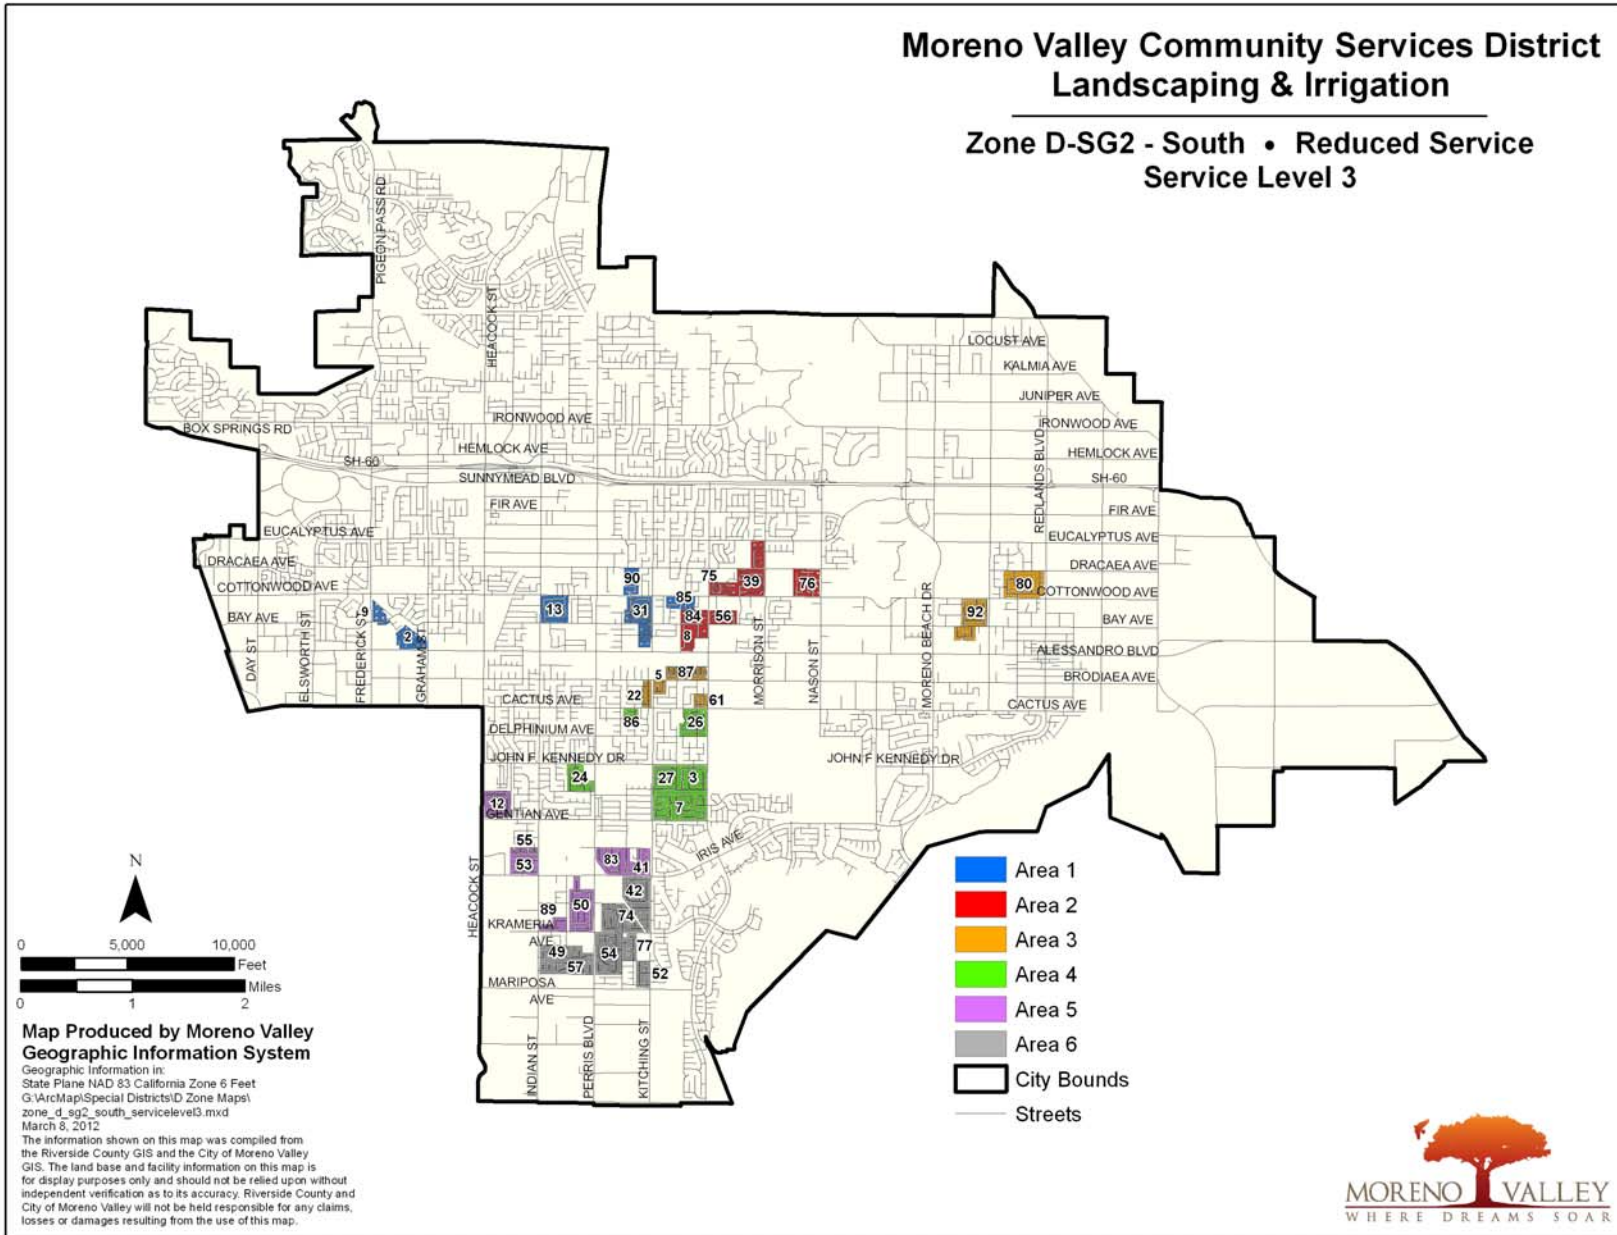 Moreno Valley Community Services District
Landscaping & Irrigation
Zone D-SG2 - South • Reduced Service
Service Level 3
PIGEON PASS RD
HEACOCK ST
LOCUST AVE
KALMIA AVE
JUNIPER AVE
IRONWOOD AVE
IRONWOOD AVE
BOX SPRINGS RD
HEMLOCK AVE
HEMLOCK AVE
SH-60
SUNNYMEAD BLVD
SH-60
REDLANDS BLVD
FIR AVE
FIR AVE
EUCALYPTUS AVE
EUCALYPTUS AVE
DRACAEA AVE
DRACAEA AVE
COTTONWOOD AVE
COTTONWOOD AVE
90
75
39
76
80
BAY AVE
9
13
31
85
84
56
92
BAY AVE
2
8
DAY ST
ELSWORTH ST
FREDERICK ST
GRAHAM ST
MORRISON ST
NASON ST
MORENO BEACH DR
ALESSANDRO BLVD
BRODIAEA AVE
5
87
22
61
CACTUS AVE
CACTUS AVE
86
26
DELPHINIUM AVE
JOHN F. KENNEDY DR
JOHN F KENNEDY DR
24
27
3
12
7
GENTIAN AVE
55
53
83
41
IRIS AVE
HEACOCK ST
42
50
89
74
KRAMERIA
AVE
49
54
77
57
52
MARIPOSA
AVE
INDIAN ST
PERRIS BLVD
KITCHING ST
N
0 5,000 10,000
Feet
Miles
0 1 2
Map Produced by Moreno Valley
Geographic Information System
Geographic Information in:
State Plane NAD 83 California Zone 6 Feet
G:\ArcMap\Special Districts\D Zone Maps\
zone_d_sg2_south_servicelevel3.mxd
March 8, 2012
The information shown on this map was compiled from
the Riverside County GIS and the City of Moreno Valley
GIS. The land base and facility information on this map is
for display purposes only and should not be relied upon without
independent verification as to its accuracy. Riverside County and
City of Moreno Valley will not be held responsible for any claims,
losses or damages resulting from the use of this map.
Area 1
Area 2
Area 3
Area 4
Area 5
Area 6
City Bounds
Streets
MORENO VALLEY
WHERE DREAMS SOAR